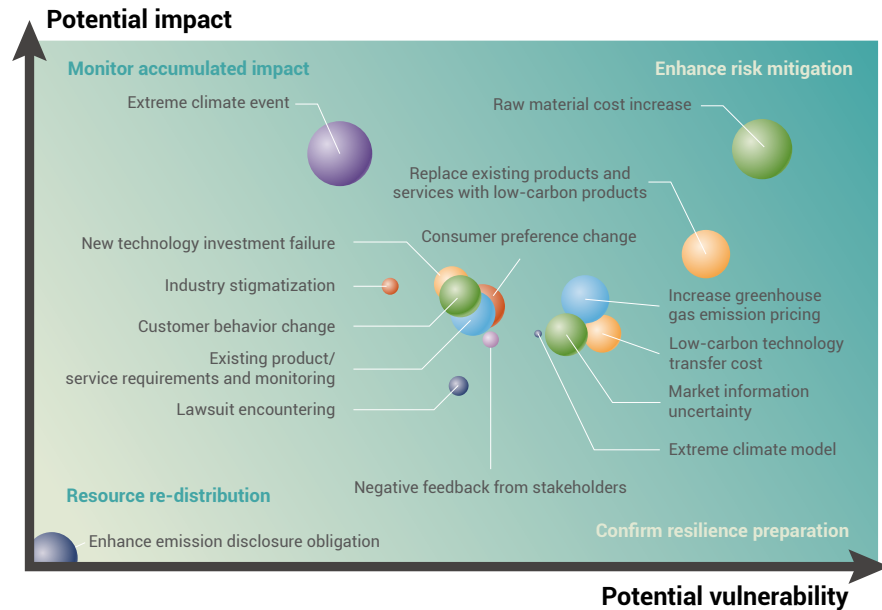 Potential impact
Monitor accumulated impact
Enhance risk mitigation
Extreme climate event
Raw material cost increase
Replace existing products and
services with low-carbon products
New technology investment failure
Consumer preference change
Industry stigmatization
Increase greenhouse
gas emission pricing
Customer behavior change
Low-carbon technology
transfer cost
Existing product/
service requirements and monitoring
Market information
uncertainty
Lawsuit encountering
Extreme climate model
Negative feedback from stakeholders
Resource re-distribution
Confirm resilience preparation
Enhance emission disclosure obligation
Potential vulnerability